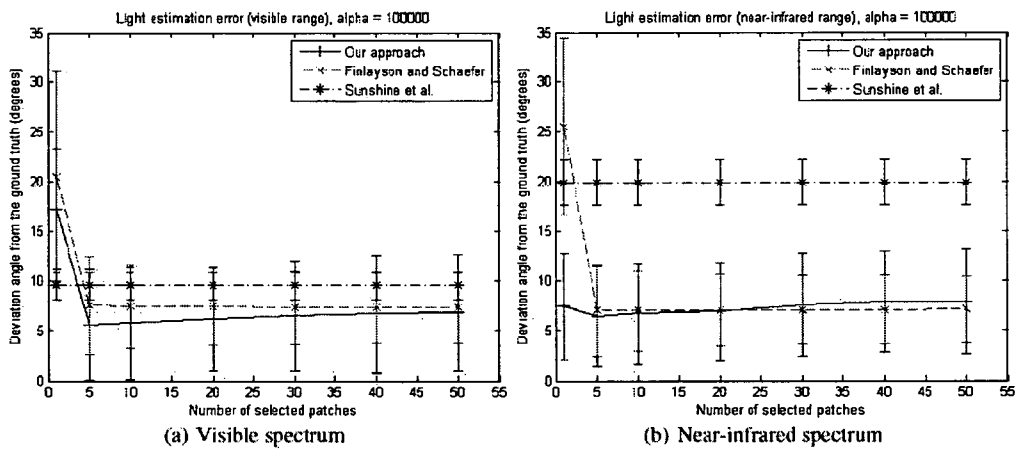 Light estimation error (visible range), alpha = 100000
Our approach
Finlayson and Schaefer
Sunshine et al.
Deviation angle from the ground truth (degrees)
35
30
25
20
15
10
5
0
0 5 10 15 20 25 30 35 40 45 50 55
Number of selected patches
(a) Visible spectrum
Light estimation error (near-infrared range), alpha = 100000
Our approach
Finlayson and Schaefer
Sunshine et al.
Deviation angle from the ground truth (degrees)
35
30
25
20
15
10
5
0
0 5 10 15 20 25 30 35 40 45 50 55
Number of selected patches
(b) Near-infrared spectrum